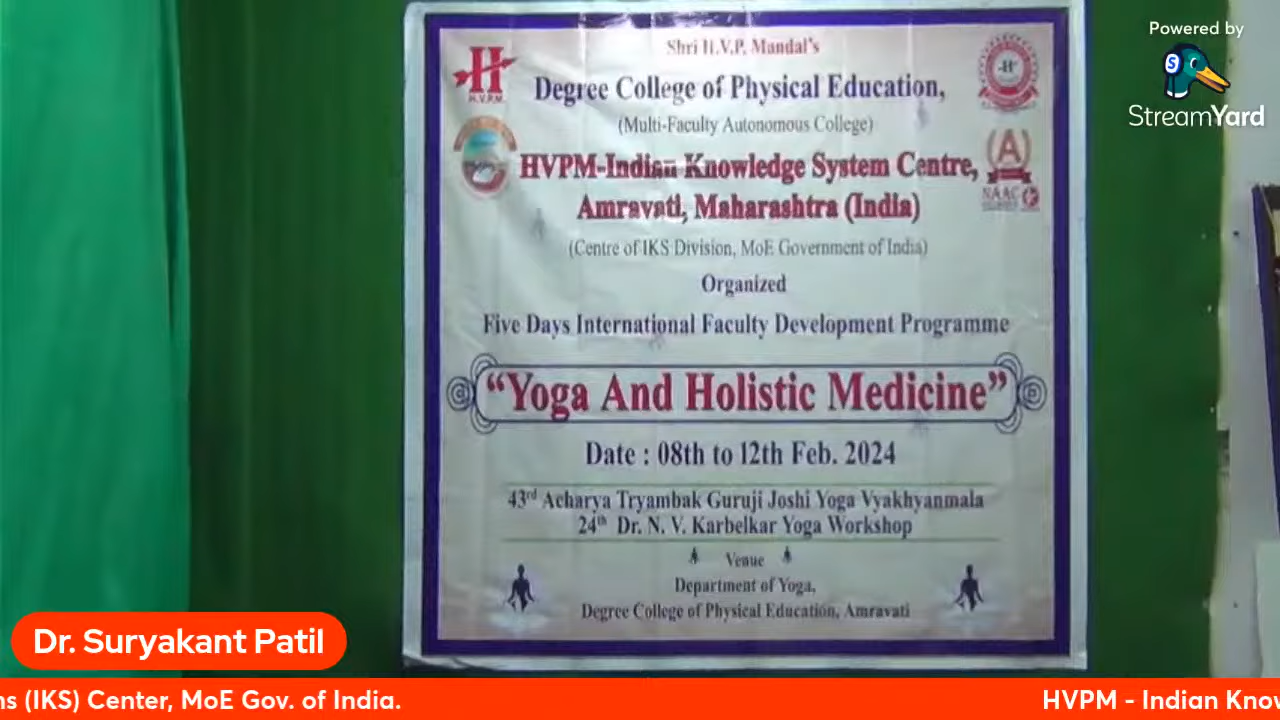 Powered by
StreamYard
Shri H.V.P. Mandal's
H.V.P.M.
Degree College of Physical Education,
(Multi-Faculty Autonomous College)
HVPM-Indian Knowledge System Centre,
A
NAAC
Amravati, Maharashtra (India)
(Centre of IKS Division, MoE Government of India)
Organized
Five Days International Faculty Development Programme
“Yoga And Holistic Medicine”
Date : 08th to 12th Feb. 2024
43rd Acharya Tryambak Guruji Joshi Yoga Vyakhyanmala
24th Dr. N. V. Karbelkar Yoga Workshop
Venue
Department of Yoga,
Degree College of Physical Education, Amravati
Dr. Suryakant Patil
ns (IKS) Center, MoE Gov. of India.
HVPM - Indian Know